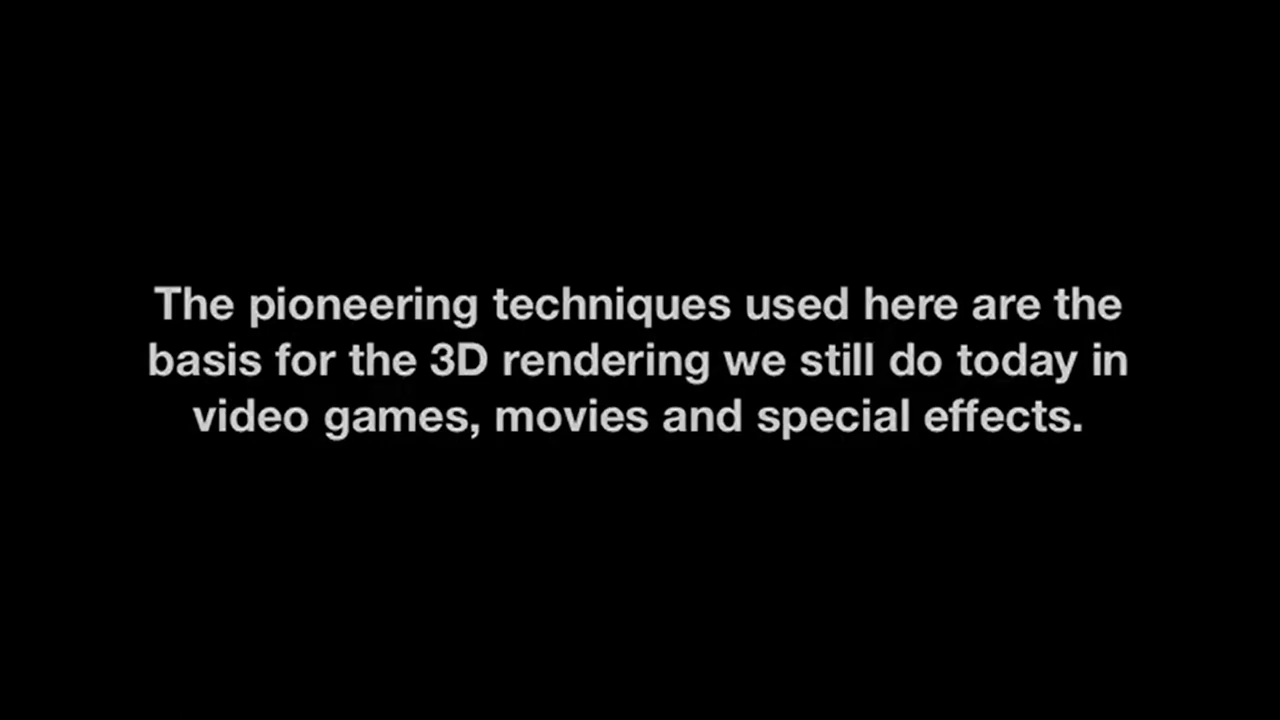 The pioneering techniques used here are the
basis for the 3D rendering we still do today in
video games, movies and special effects.